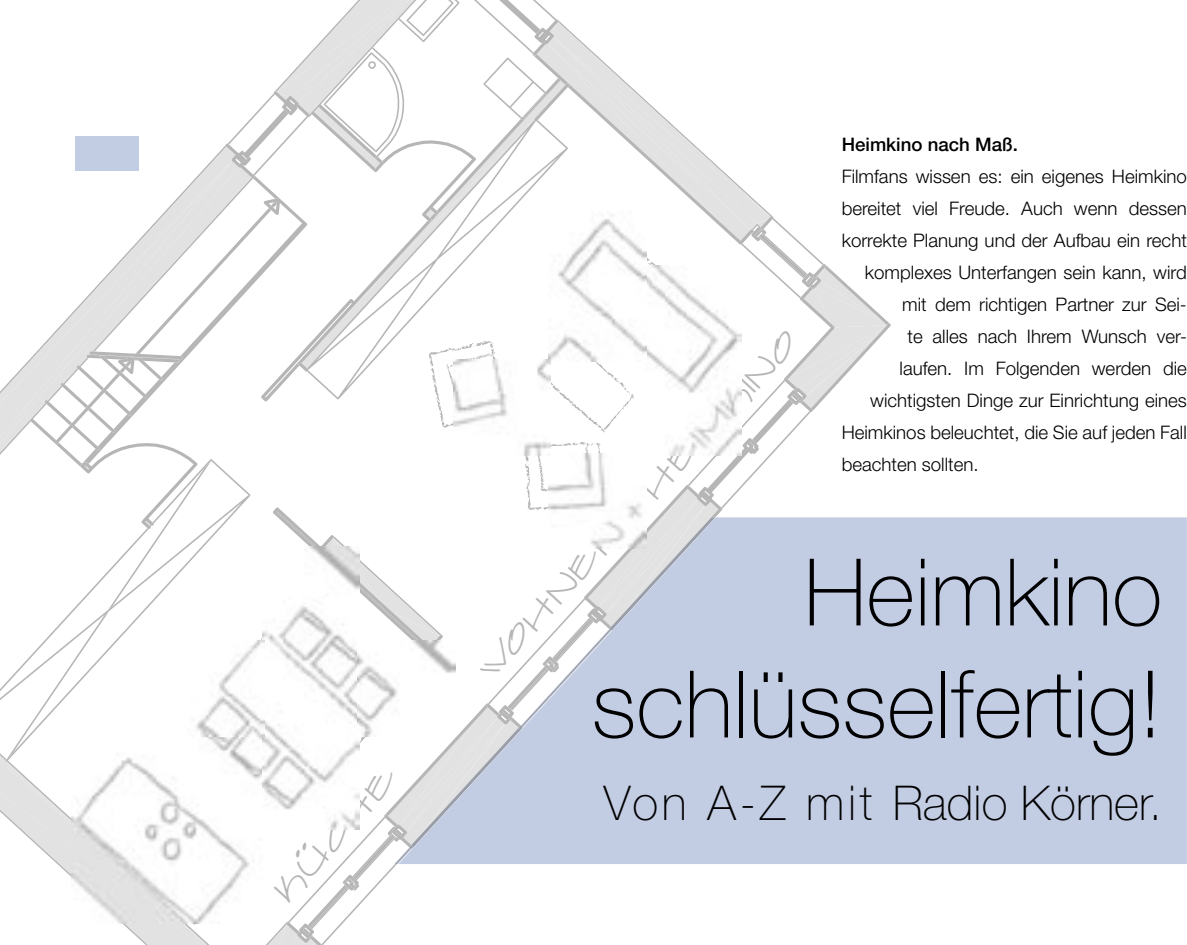 Heimkino nach Maß.
Filmfans wissen es: ein eigenes Heimkino
bereitet viel Freude. Auch wenn dessen
korrekte Planung und der Aufbau ein recht
komplexes Unterfangen sein kann, wird
mit dem richtigen Partner zur Sei-
te alles nach Ihrem Wunsch ver-
laufen. Im Folgenden werden die
wichtigsten Dinge zur Einrichtung eines
Heimkinos beleuchtet, die Sie auf jeden Fall
beachten sollten.
WOHNEN + HEIMKINO
KÜCHE
Heimkino
schlüsselfertig!
Von A-Z mit Radio Körner.